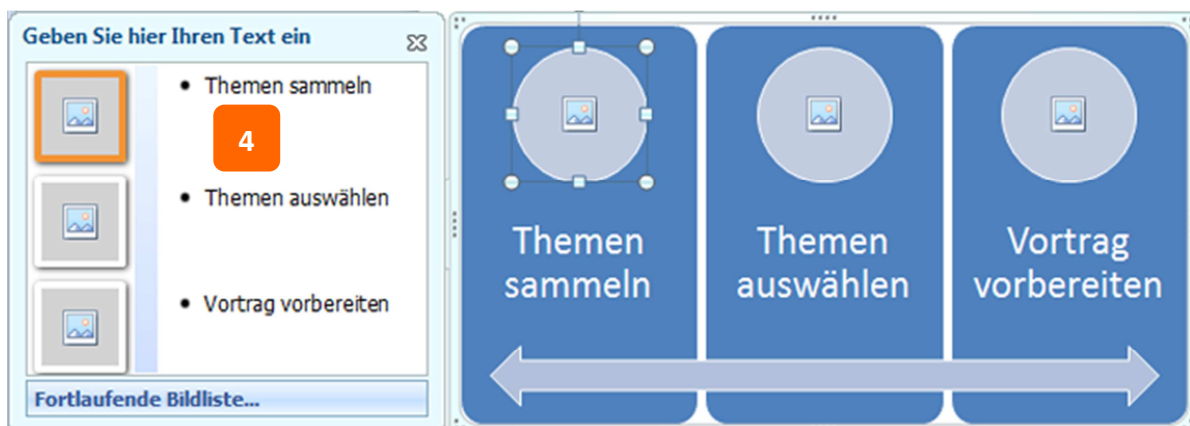 Geben Sie hier Ihren Text ein
• Themen sammeln
4
• Themen auswählen
• Vortrag vorbereiten
Fortlaufende Bildliste...
Themen
sammeln
Themen
auswählen
Vortrag
vorbereiten